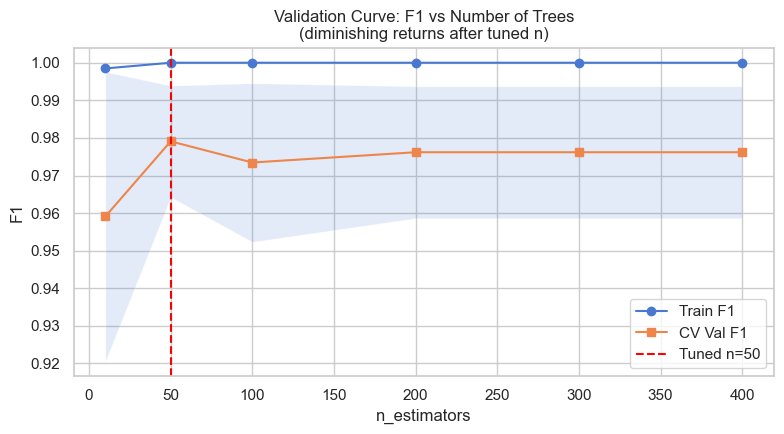 Validation Curve: F1 vs Number of Trees
(diminishing returns after tuned n)
1.00
0.99
0.98
0.97
0.96
0.95
0.94
0.93
0.92
F1
Train F1
CV Val F1
Tuned n=50
0
50
100
150
200
250
300
350
400
n_estimators